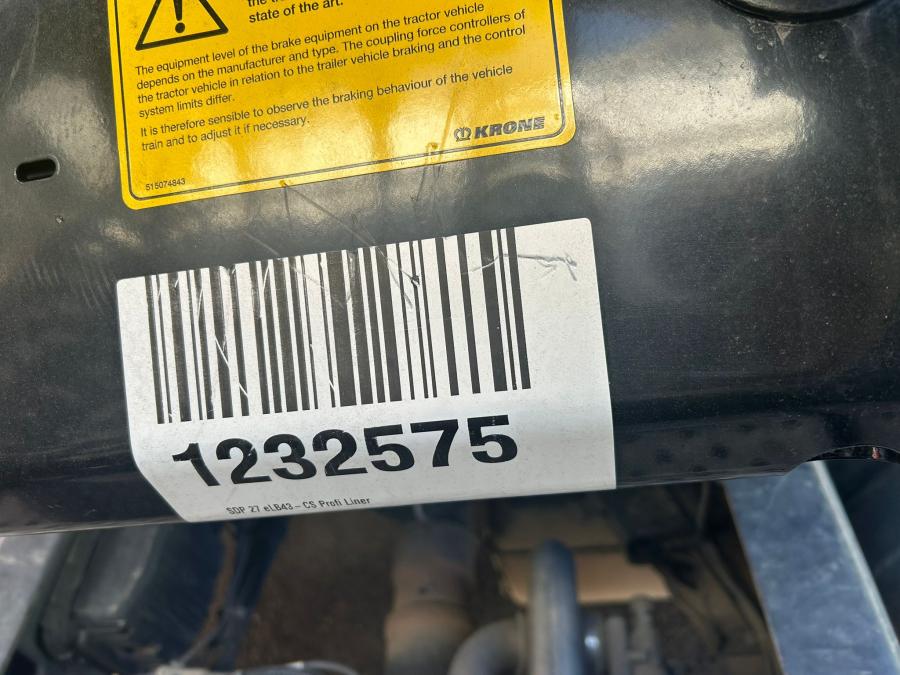 state of the art.
The equipment level of the brake equipment on the tractor vehicle
depends on the manufacturer and type. The coupling force controllers of
the tractor vehicle in relation to the trailer vehicle braking and the control
system limits differ.
It is therefore sensible to observe the braking behaviour of the vehicle
train and to adjust it if necessary.
KRONE
515074843
1232575
SDP 27 eLB43 – CS Profi Liner